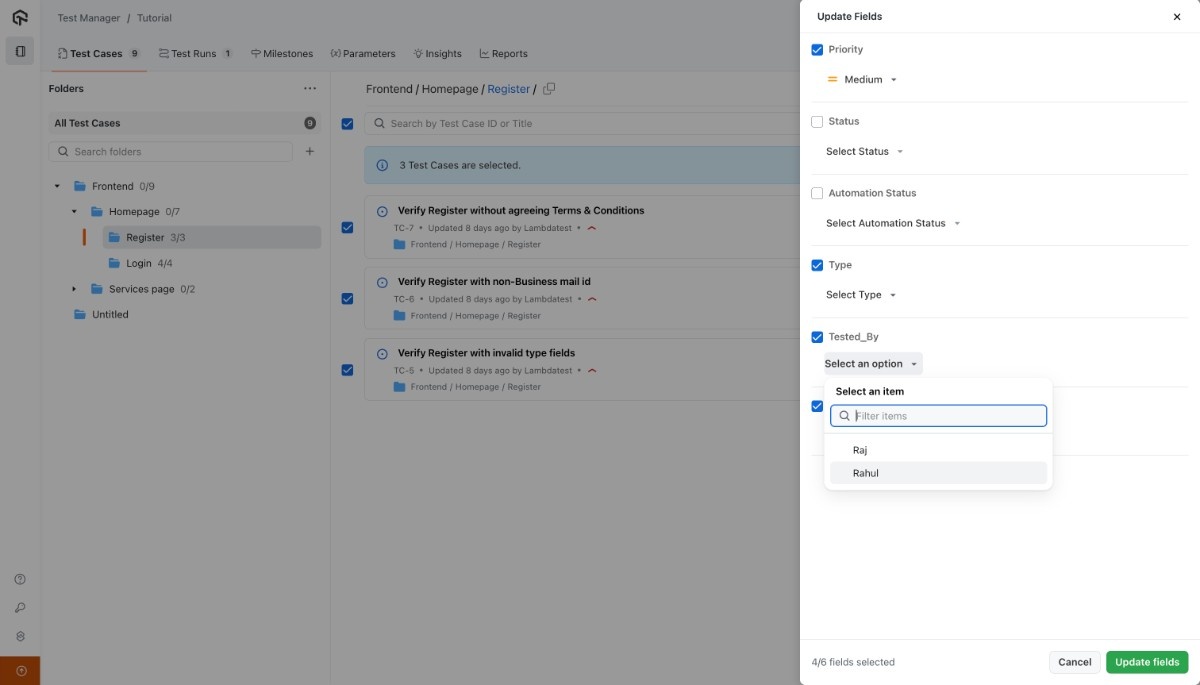 Test Manager / Tutorial
Test Cases 9 Test Runs 1 Milestones Parameters Insights Reports
Folders
All Test Cases 9
Search folders
Frontend 0/9
Homepage 0/7
Register 3/3
Login 4/4
Services page 0/2
Untitled
Frontend / Homepage / Register /
Search by Test Case ID or Title
3 Test Cases are selected.
Verify Register without agreeing Terms & Conditions
TC-7 • Updated 8 days ago by Lambdatest •
Frontend / Homepage / Register
Verify Register with non-Business mail id
TC-6 • Updated 8 days ago by Lambdatest •
Frontend / Homepage / Register
Verify Register with invalid type fields
TC-5 • Updated 8 days ago by Lambdatest •
Frontend / Homepage / Register
Update Fields
Priority
Medium
Status
Select Status
Automation Status
Select Automation Status
Type
Select Type
Tested_By
Select an option
Select an item
Filter items
Raj
Rahul
4/6 fields selected
Cancel Update fields